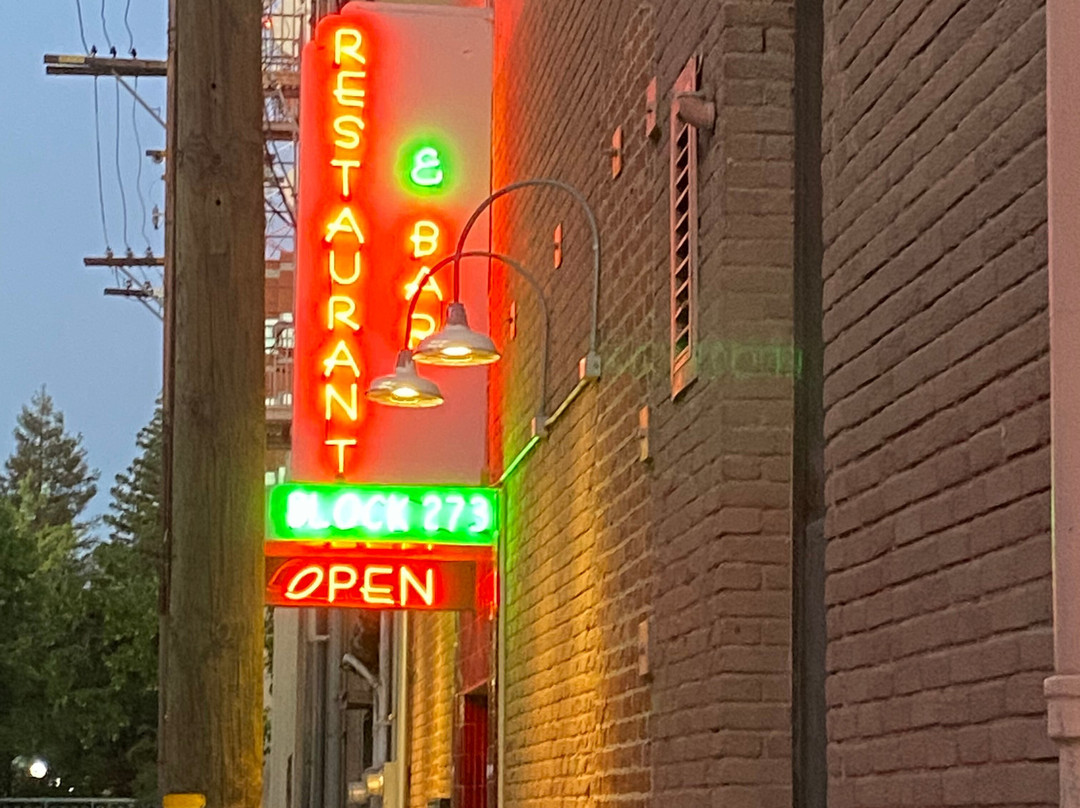 RESTAURANT
& BAR
BLOCK 273
OPEN